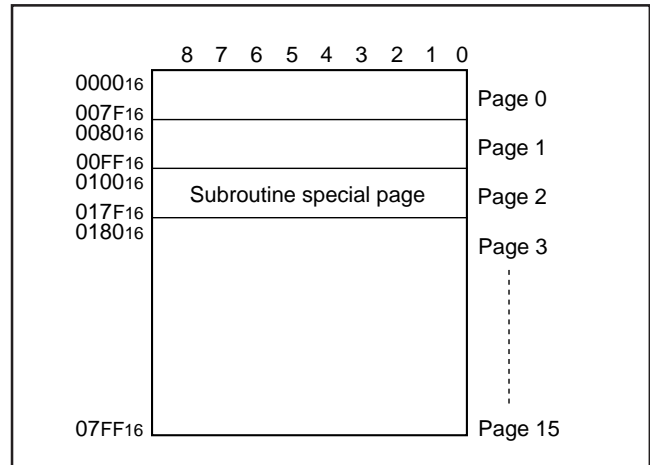 8 7 6 5 4 3 2 1 0
0000₁₆
Page 0
007F₁₆
0080₁₆
Page 1
00FF₁₆
0100₁₆
Subroutine special page Page 2
017F₁₆
0180₁₆
Page 3
07FF₁₆ Page 15